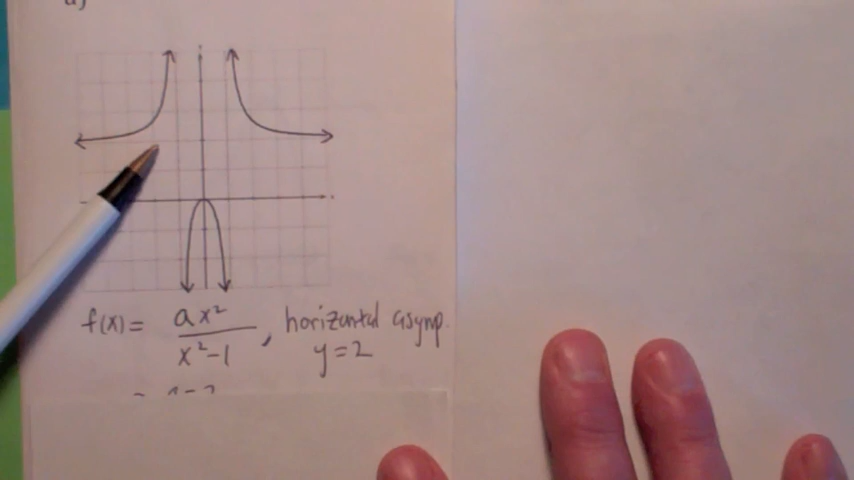 f(x) = ax² / x²-1 , horizontal asymp.
y=2